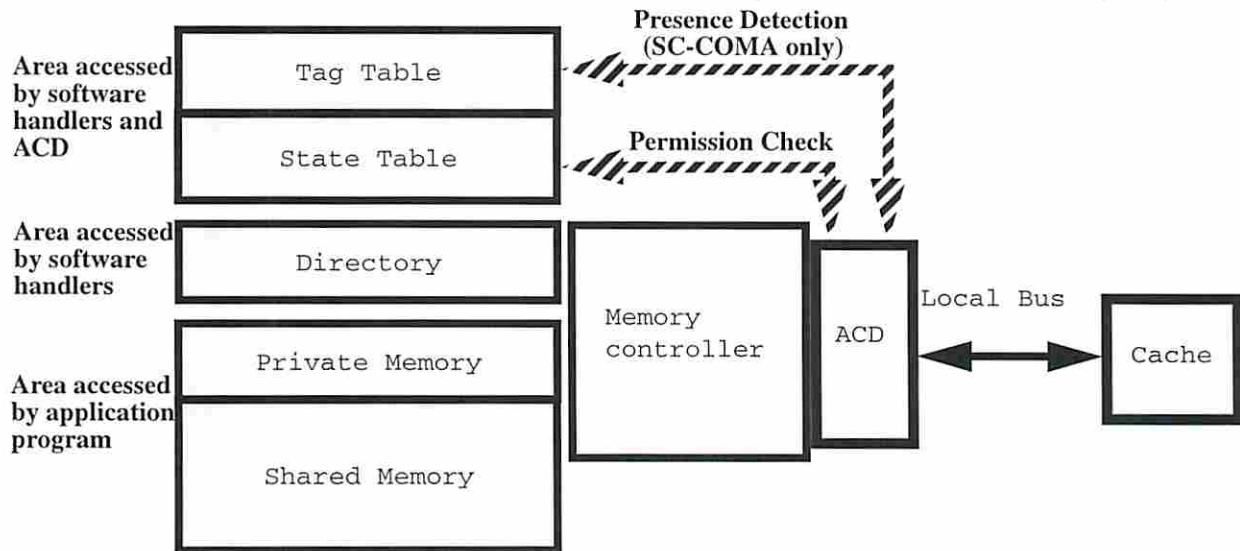 Presence Detection
(SC-COMA only)
Area accessed
by software
handlers and
ACD
Tag Table
State Table
Permission Check
Area accessed
by software
handlers
Directory
Memory
controller
ACD
Local Bus
Cache
Area accessed
by application
program
Private Memory
Shared Memory